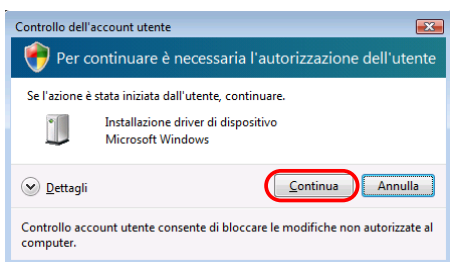 Controllo dell'account utente
Per continuare è necessaria l'autorizzazione dell'utente
Se l'azione è stata iniziata dall'utente, continuare.
Installazione driver di dispositivo
Microsoft Windows
Dettagli
Continua
Annulla
Controllo account utente consente di bloccare le modifiche non autorizzate al
computer.